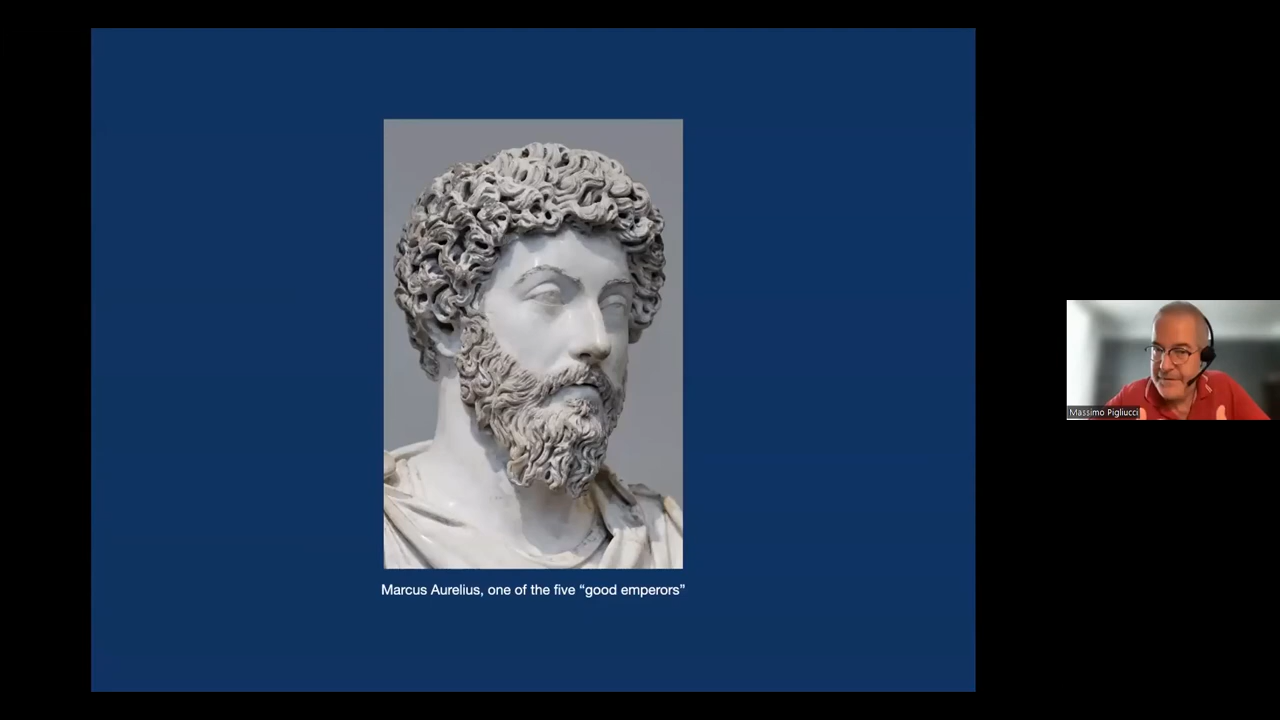 Marcus Aurelius, one of the five “good emperors”
Massimo Pigliucci